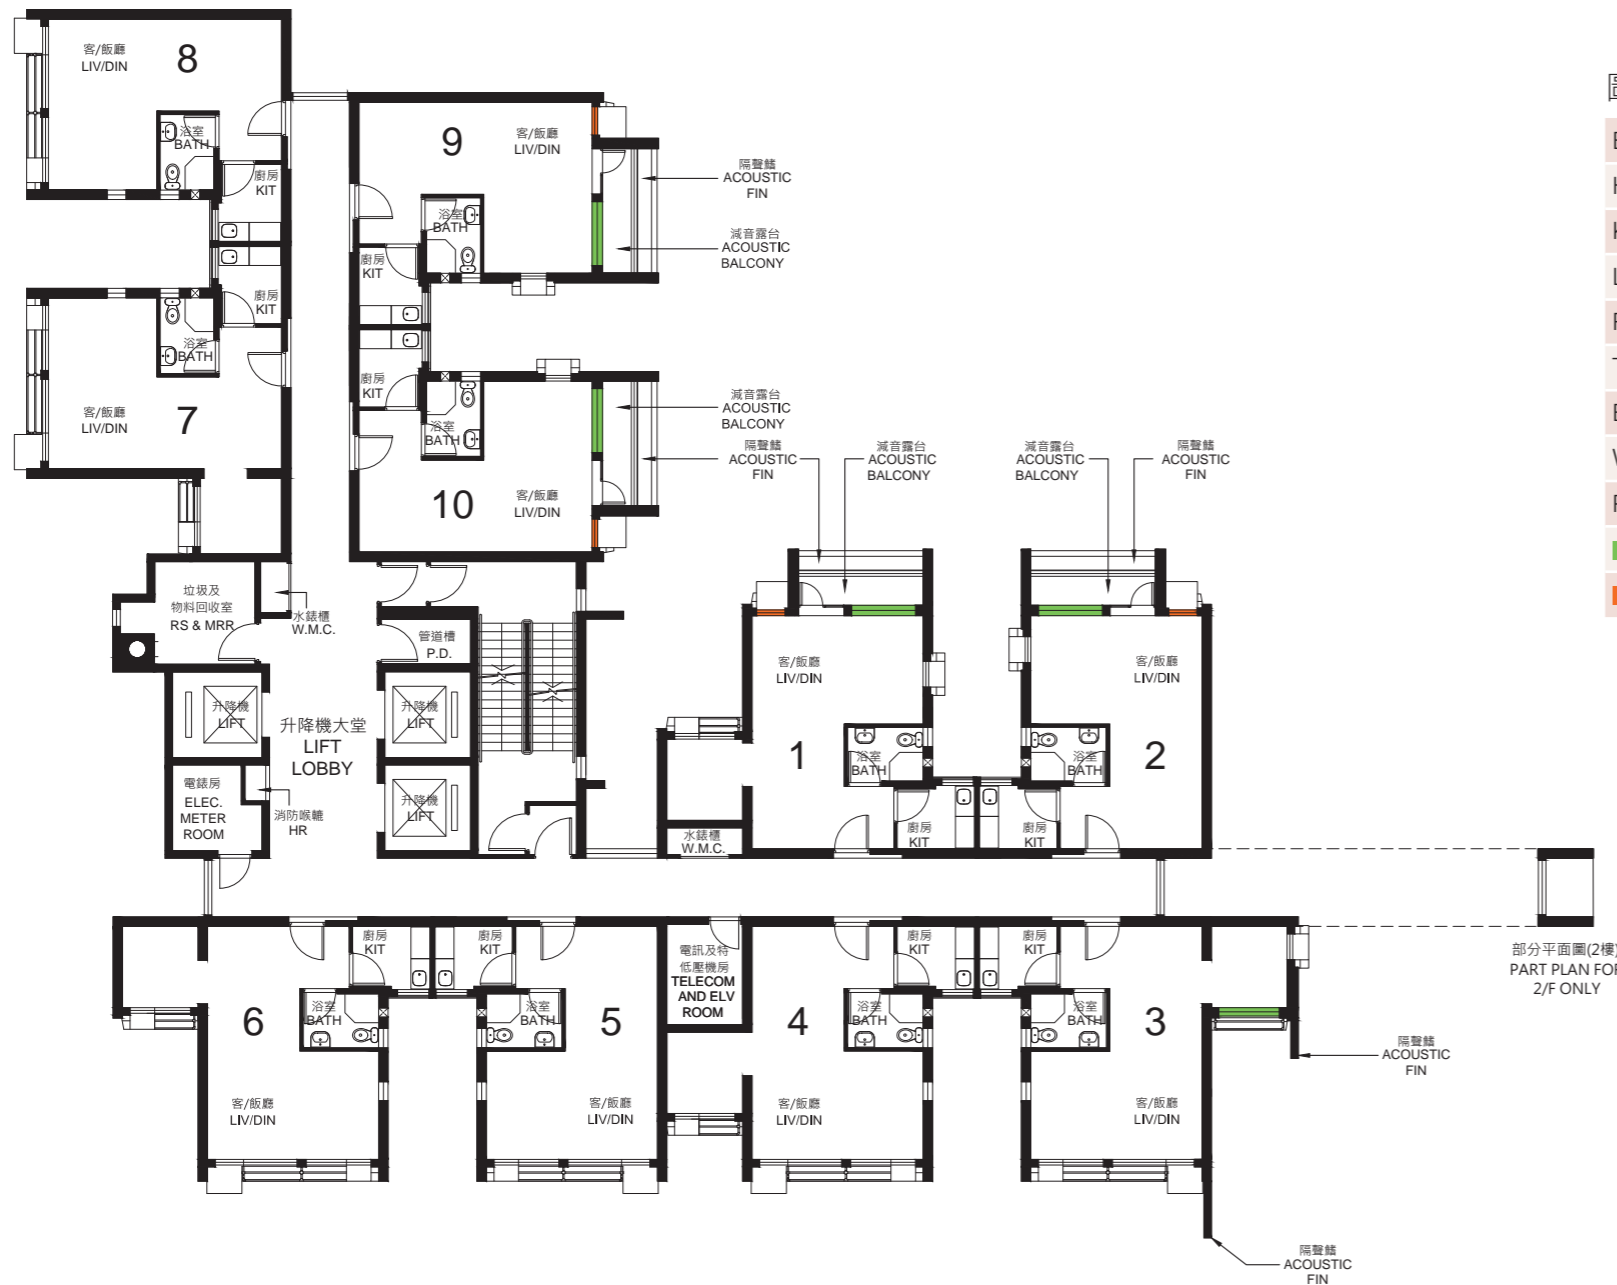 8
客/飯廳
LIV/DIN
浴室
BATH
廚房
KIT
廚房
KIT
浴室
BATH
客/飯廳
LIV/DIN
7
9
客/飯廳
LIV/DIN
浴室
BATH
廚房
KIT
隔聲鰭
ACOUSTIC
FIN
減音露台
ACOUSTIC
BALCONY
廚房
KIT
浴室
BATH
10
客/飯廳
LIV/DIN
減音露台
ACOUSTIC
BALCONY
隔聲鰭
ACOUSTIC
FIN
減音露台
ACOUSTIC
BALCONY
減音露台
ACOUSTIC
BALCONY
隔聲鰭
ACOUSTIC
FIN
垃圾及
物料回收室
RS & MRR
水錶櫃
W.M.C.
管道槽
P.D.
升降機
LIFT
升降機大堂
LIFT
LOBBY
升降機
LIFT
升降機
LIFT
電錶房
ELEC.
METER
ROOM
消防喉轆
HR
客/飯廳
LIV/DIN
1
浴室
BATH
廚房
KIT
水錶櫃
W.M.C.
客/飯廳
LIV/DIN
2
浴室
BATH
廚房
KIT
廚房
KIT
浴室
BATH
6
客/飯廳
LIV/DIN
廚房
KIT
浴室
BATH
5
客/飯廳
LIV/DIN
電訊及特
低壓機房
TELECOM
AND ELV
ROOM
廚房
KIT
浴室
BATH
4
客/飯廳
LIV/DIN
廚房
KIT
浴室
BATH
3
客/飯廳
LIV/DIN
隔聲鰭
ACOUSTIC
FIN
隔聲鰭
ACOUSTIC
FIN
部分平面圖(2樓)
PART PLAN FOR
2/F ONLY